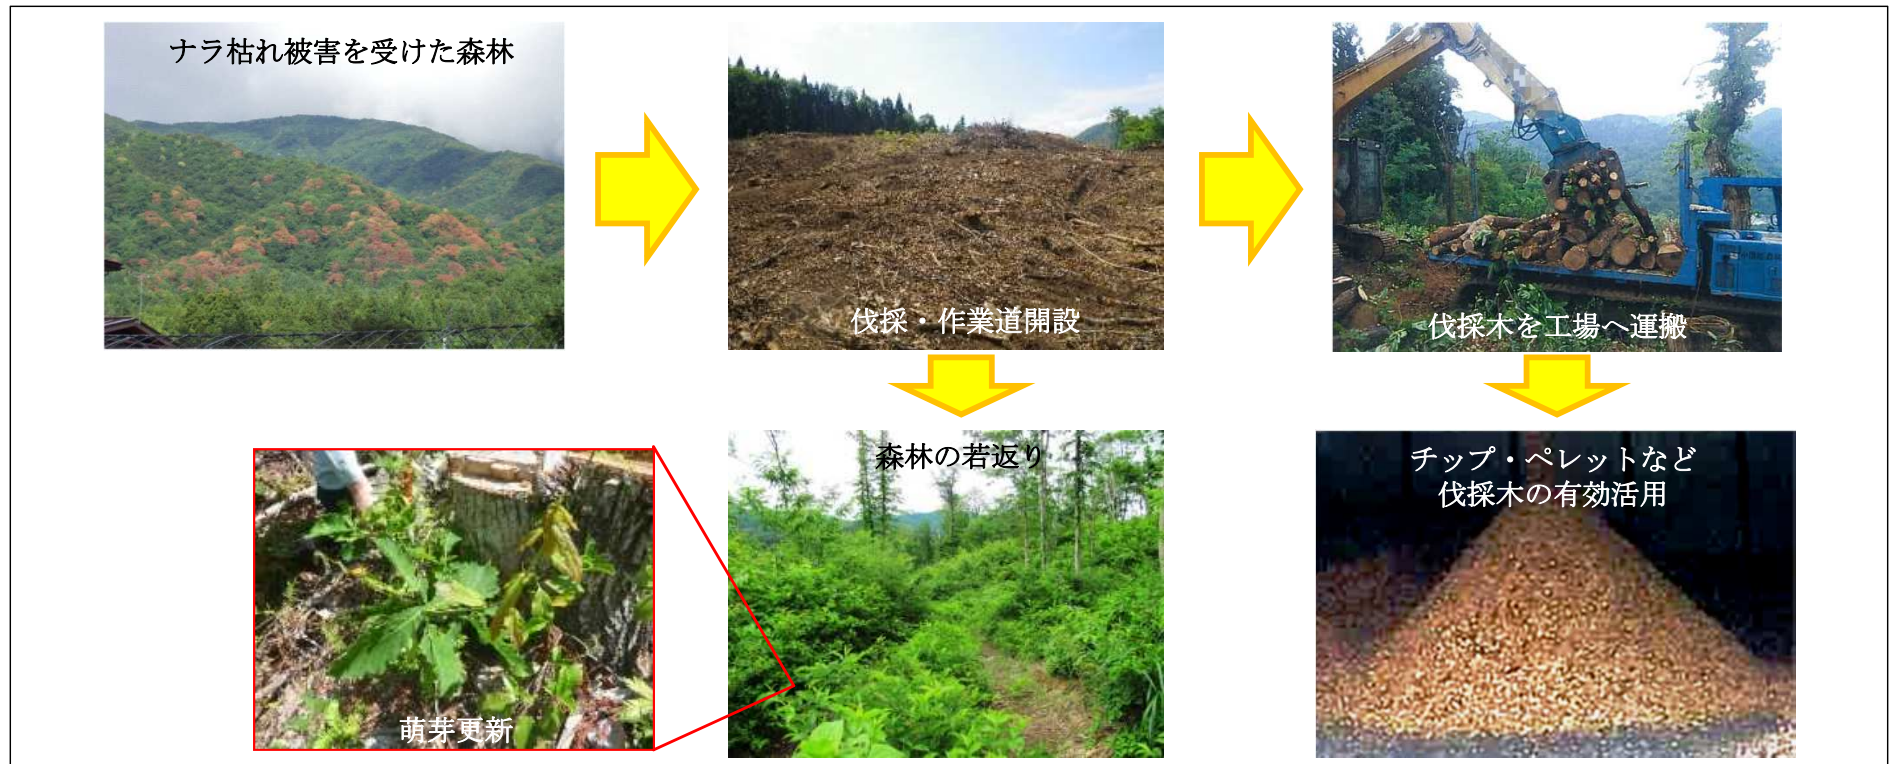 ナラ枯れ被害を受けた森林
伐採・作業道開設
伐採木を工場へ運搬
萌芽更新
森林の若返り
チップ・ペレットなど
伐採木の有効活用